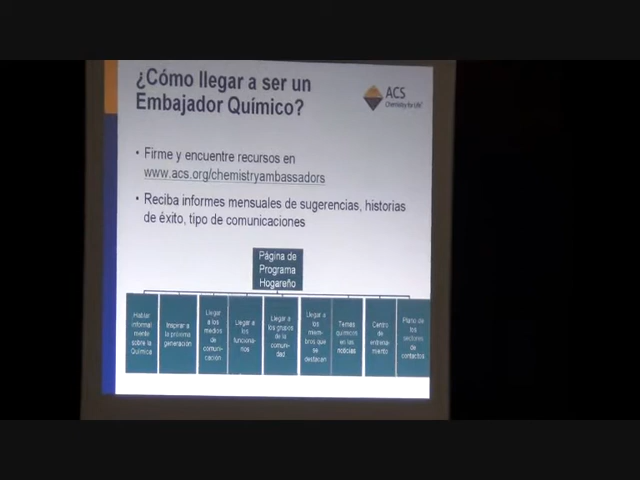 ¿Cómo llegar a ser un
Embajador Químico?
ACS
Chemistry for Life®
• Firme y encuentre recursos en
www.acs.org/chemistryambassadors
• Reciba informes mensuales de sugerencias, historias
de éxito, tipo de comunicaciones
Página de
Programa
Hogareño
Hablar
informal
mente
sobre la
Química
Inspirar a
la próxima
generación
Llegar
a los
medios
de
comuni-
cación
Llegar a
los
funciona-
rios
Llegar a
los grupos
de la
comuni-
dad
Llegar a
los
miem-
bros que
se
destacan
Temas
químicos
en las
noticias
Centro
de
entrena-
miento
Plano de
los
sectores
de
contactos